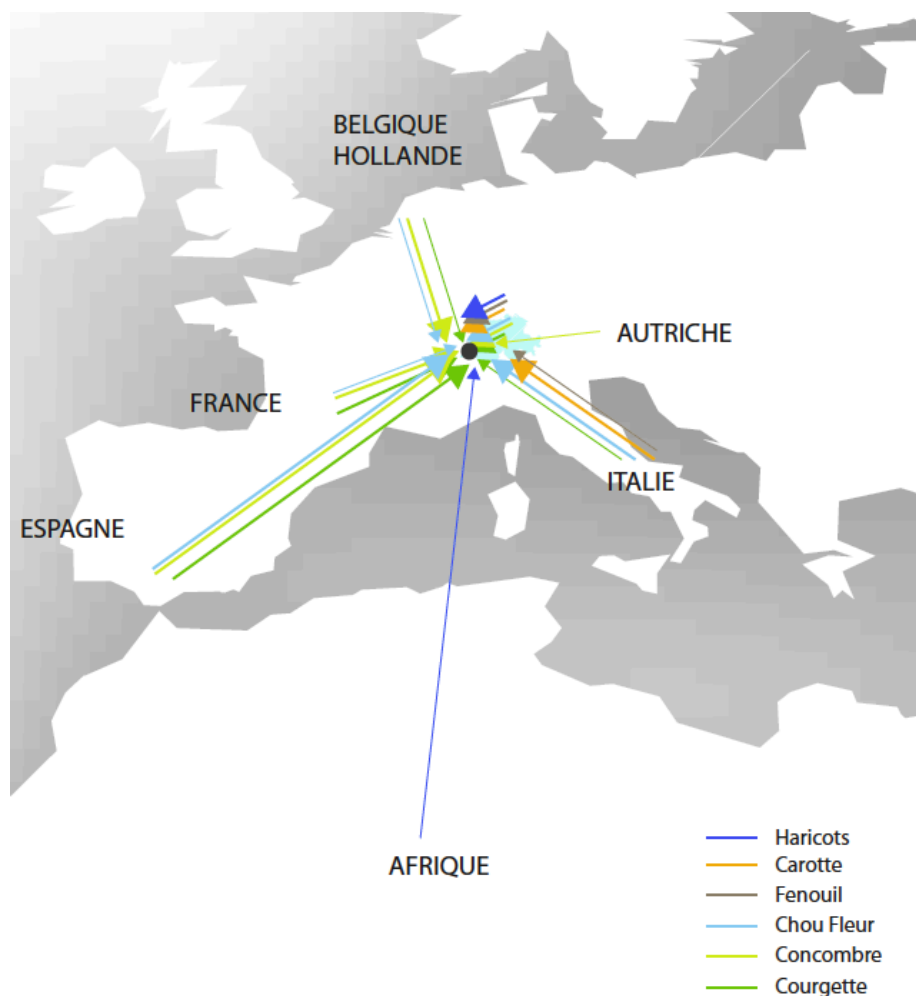 BELGIQUE
HOLLANDE
AUTRICHE
FRANCE
ITALIE
ESPAGNE
AFRIQUE
Haricots
Carotte
Fenouil
Chou Fleur
Concombre
Courgette